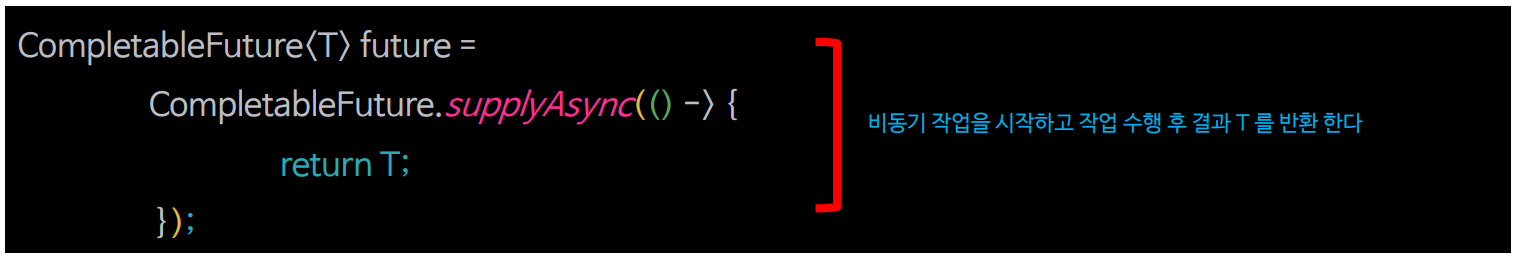 CompletableFuture〈T〉 future =
CompletableFuture.supplyAsync(() -〉 {
return T;
});
비동기 작업을 시작하고 작업 수행 후 결과 T 를 반환 한다